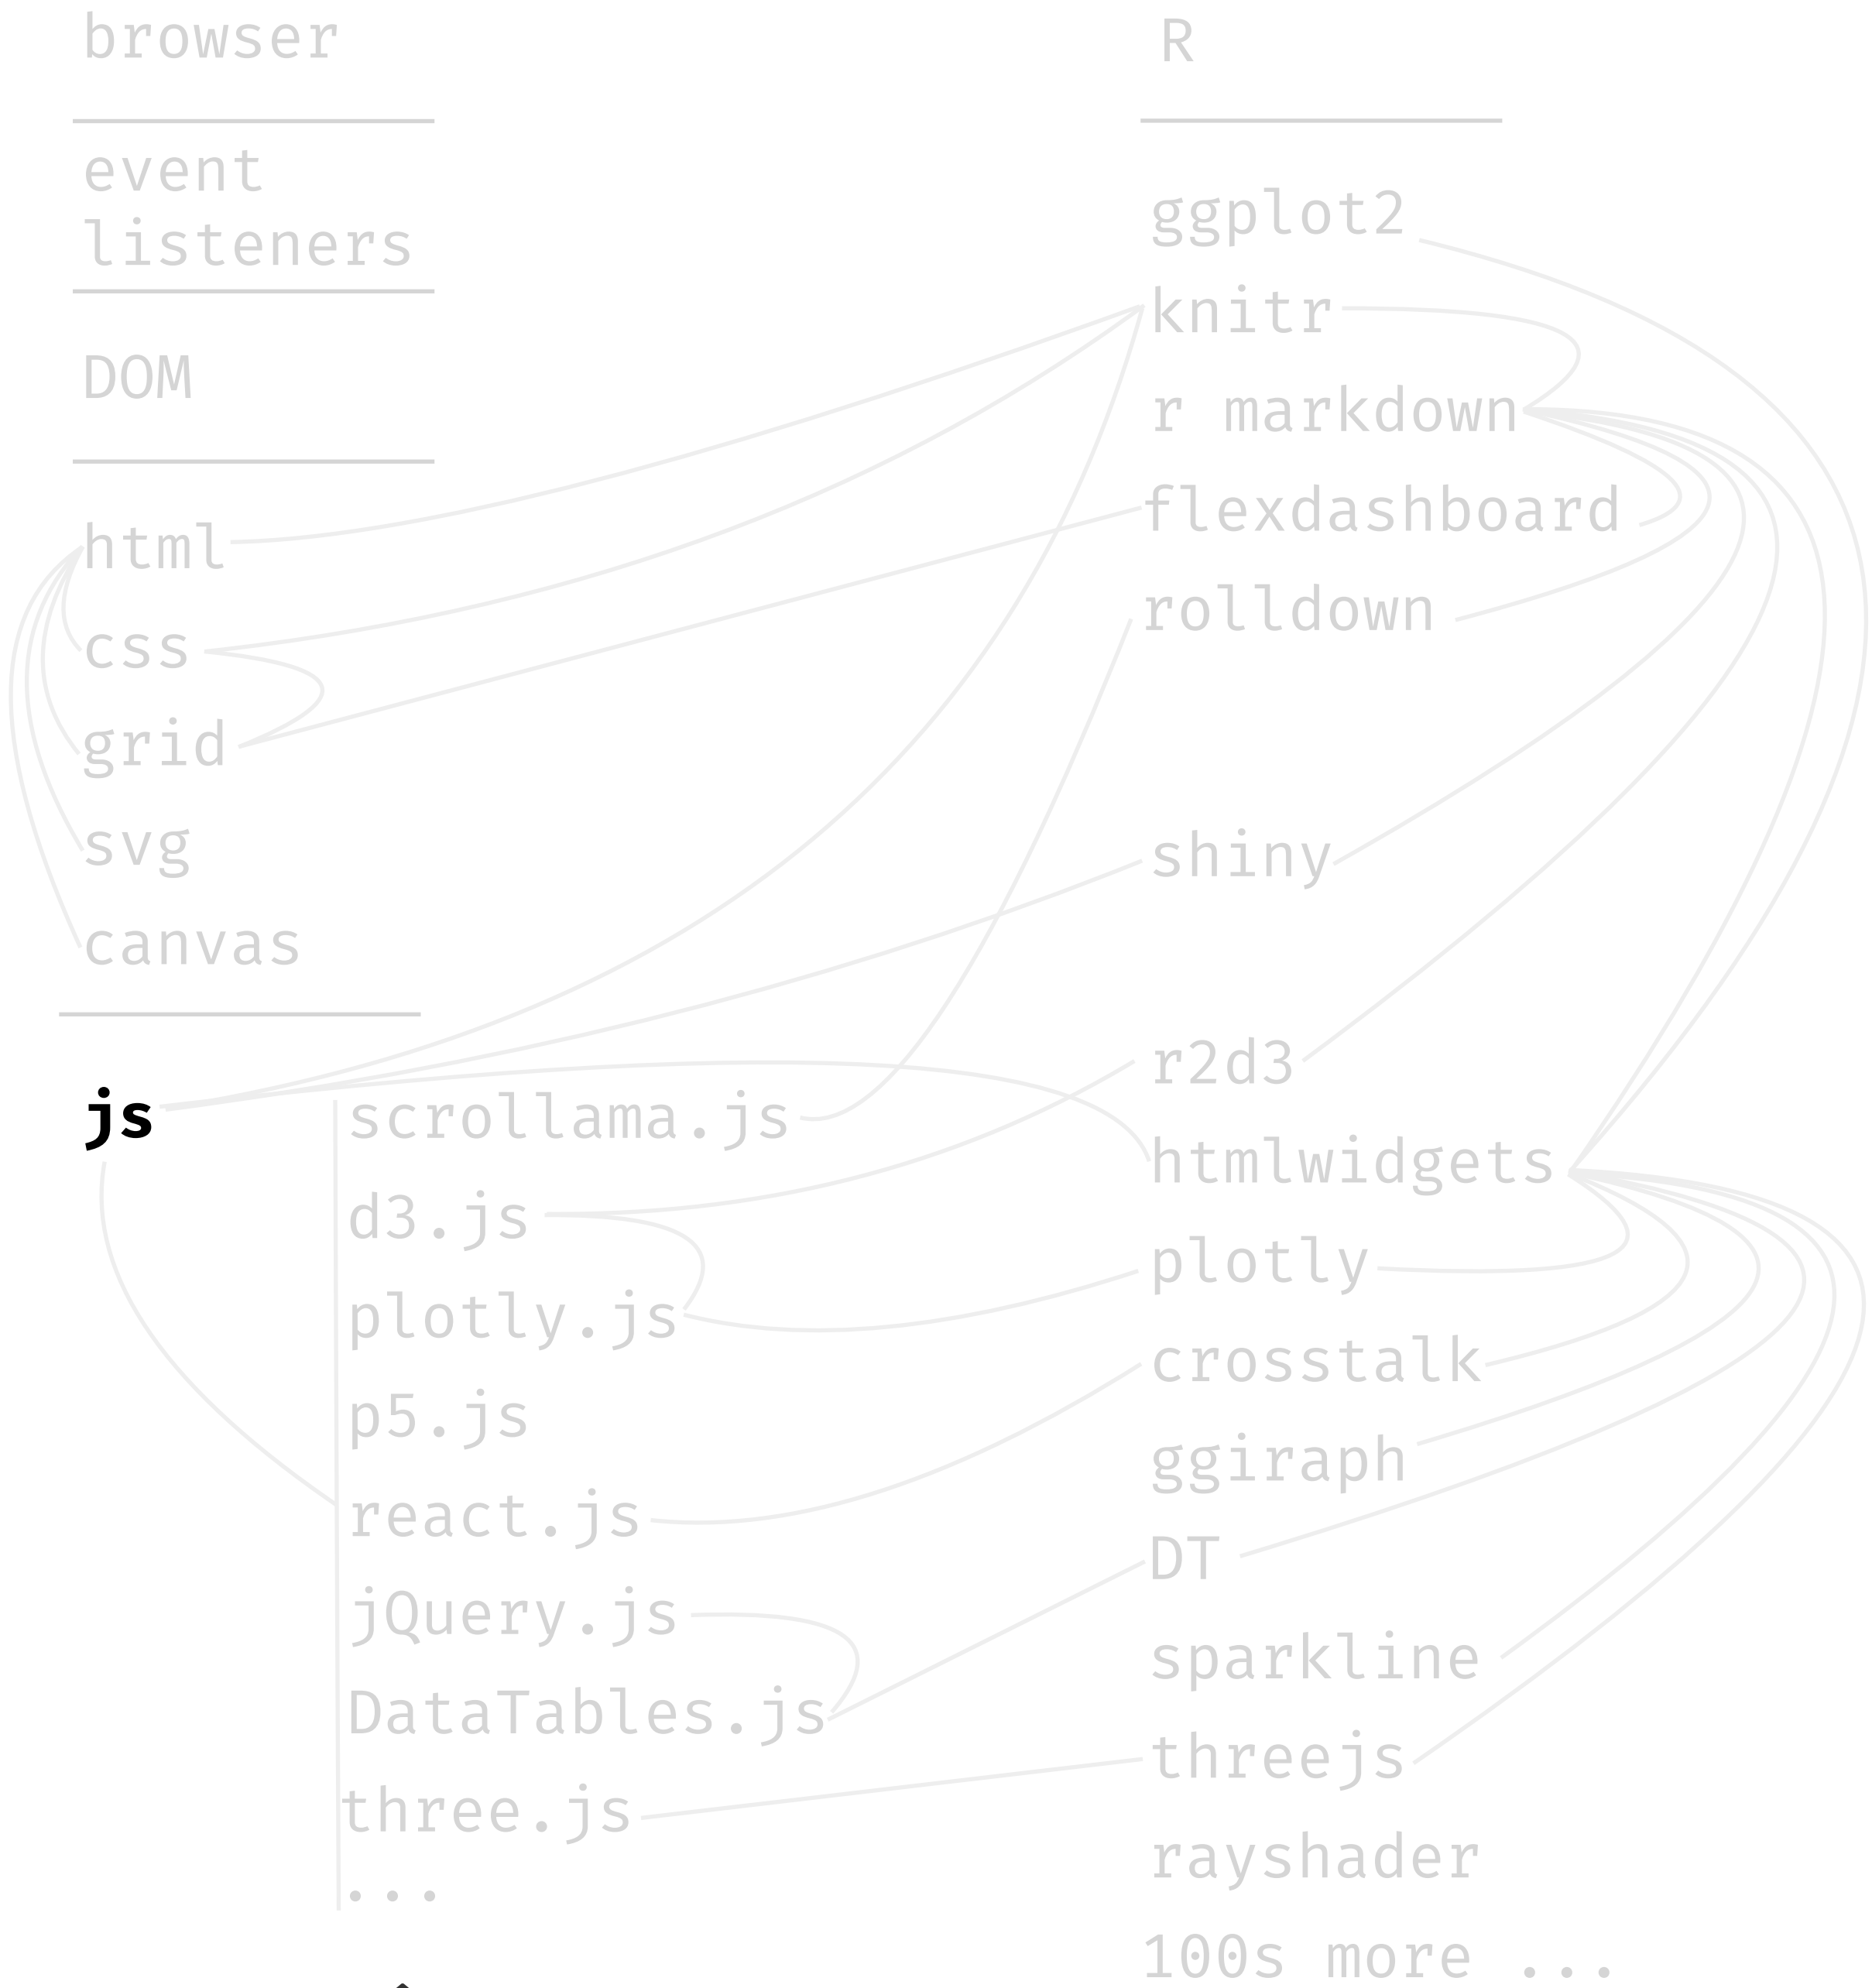 browser
event
listeners
DOM
html
css
grid
svg
canvas
js
scrollama.js
d3.js
plotly.js
p5.js
react.js
jQuery.js
DataTables.js
three.js
...
R
ggplot2
knitr
r markdown
flexdashboard
rolldown
shiny
r2d3
htmlwidgets
plotly
crosstalk
ggiraph
DT
sparkline
threejs
rayshader
100s more ...